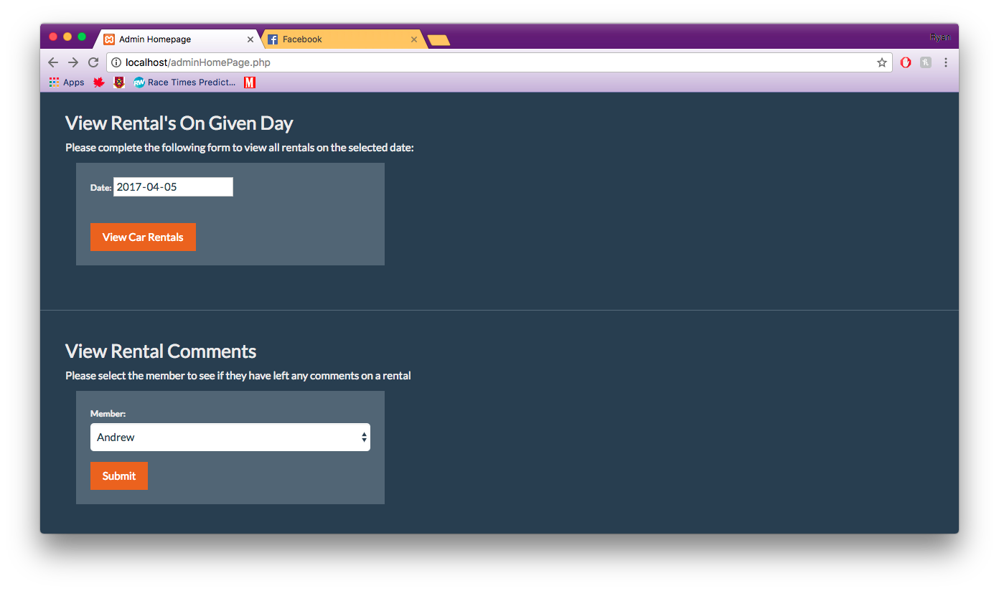 Admin Homepage
Facebook
Ryan
localhost/adminHomePage.php
Apps
RW Race Times Predict...
M
View Rental's On Given Day
Please complete the following form to view all rentals on the selected date:
Date: 2017-04-05
View Car Rentals
View Rental Comments
Please select the member to see if they have left any comments on a rental
Member:
Andrew
Submit